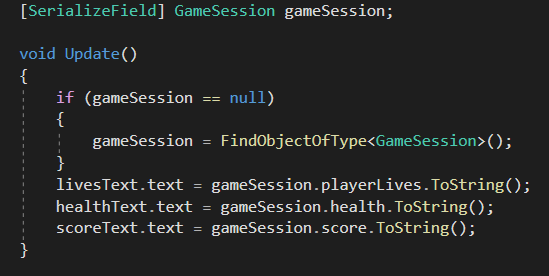 [SerializeField] GameSession gameSession;
void Update()
{
if (gameSession == null)
{
gameSession = FindObjectOfType<GameSession>();
}
livesText.text = gameSession.playerLives.ToString();
healthText.text = gameSession.health.ToString();
scoreText.text = gameSession.score.ToString();
}